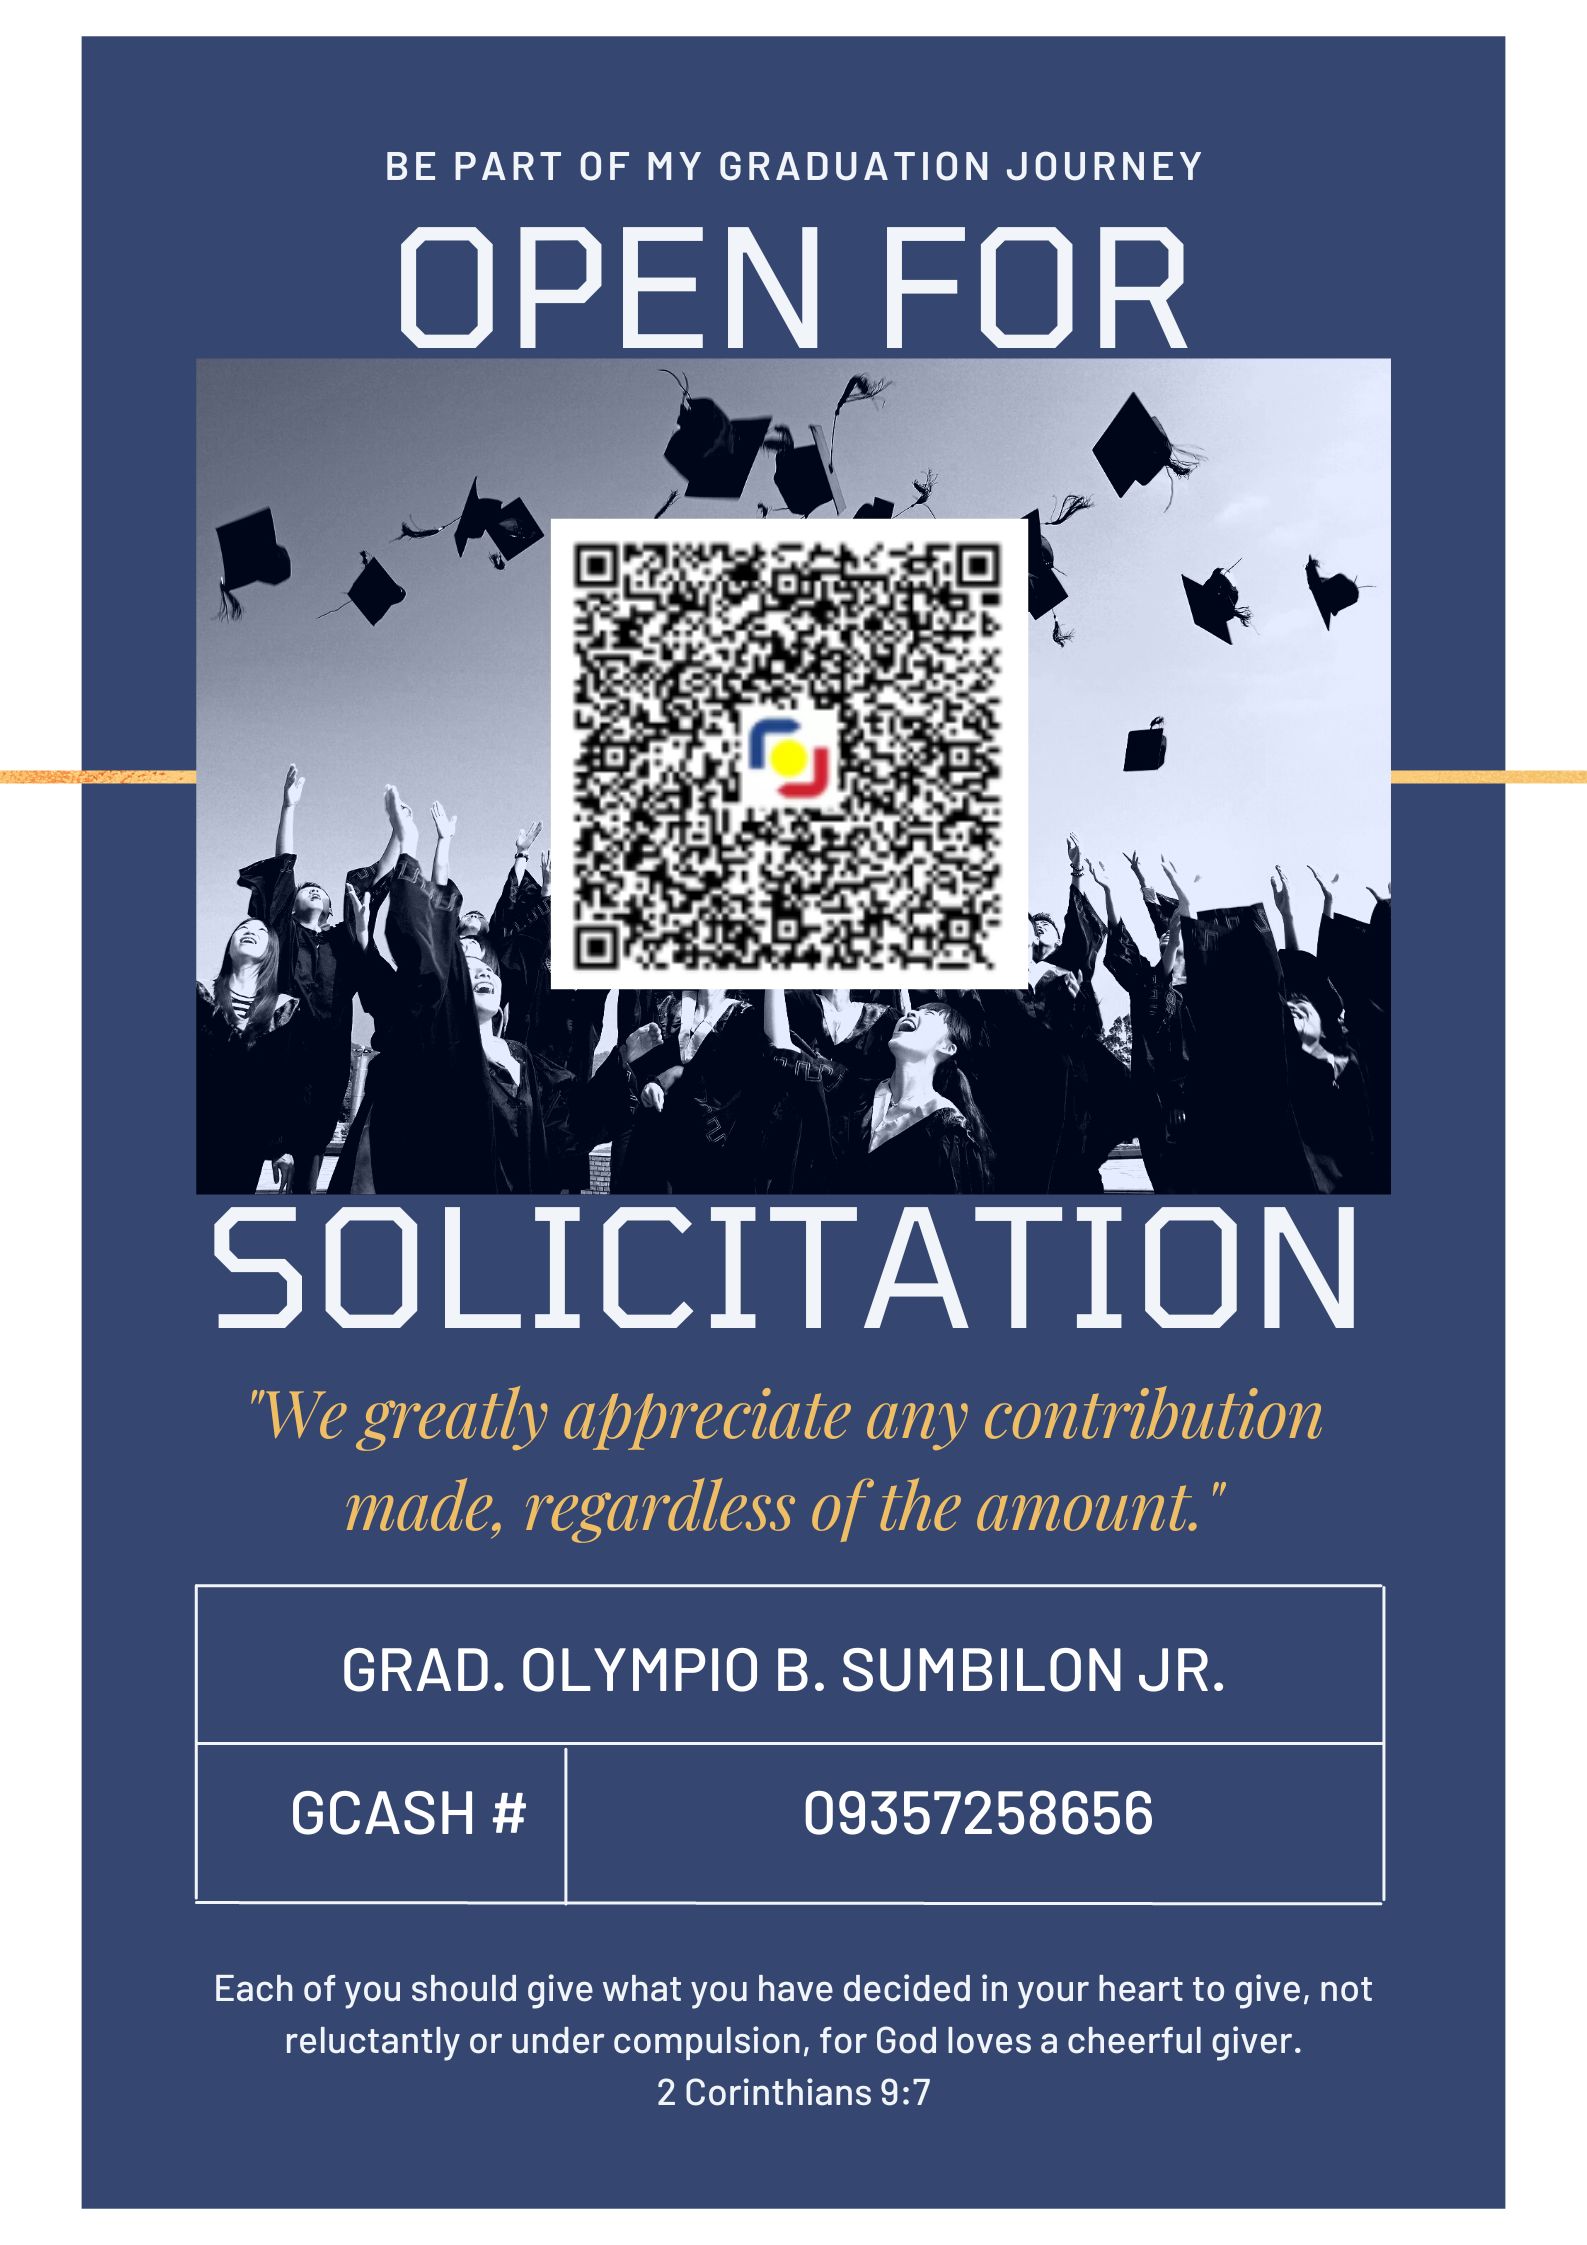 BE PART OF MY GRADUATION JOURNEY
OPEN FOR
SOLICITATION
"We greatly appreciate any contribution
made, regardless of the amount."
GRAD. OLYMPIO B. SUMBILON JR.
GCASH # 09357258656
Each of you should give what you have decided in your heart to give, not
reluctantly or under compulsion, for God loves a cheerful giver.
2 Corinthians 9:7